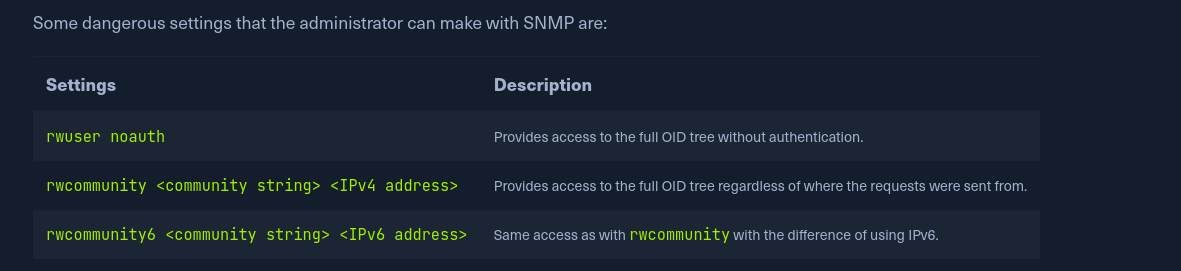 Some dangerous settings that the administrator can make with SNMP are:
Settings Description
rwuser noauth Provides access to the full OID tree without authentication.
rwcommunity <community string> <IPv4 address> Provides access to the full OID tree regardless of where the requests were sent from.
rwcommunity6 <community string> <IPv6 address> Same access as with rwcommunity with the difference of using IPv6.